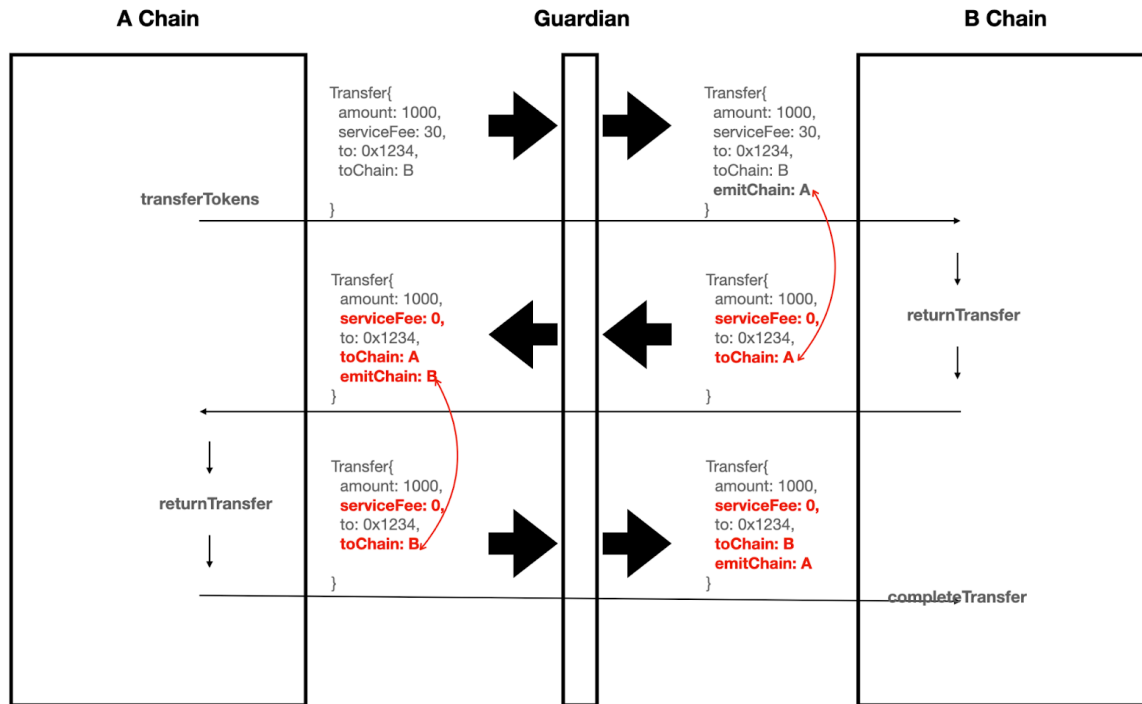 A Chain
Guardian
B Chain
Transfer{
amount: 1000,
serviceFee: 30,
to: 0x1234,
toChain: B
}
Transfer{
amount: 1000,
serviceFee: 30,
to: 0x1234,
toChain: B
emitChain: A
}
transferTokens
Transfer{
amount: 1000,
serviceFee: 0,
to: 0x1234,
toChain: A
emitChain: B
}
Transfer{
amount: 1000,
serviceFee: 0,
to: 0x1234,
toChain: A
}
returnTransfer
returnTransfer
Transfer{
amount: 1000,
serviceFee: 0,
to: 0x1234,
toChain: B
}
Transfer{
amount: 1000,
serviceFee: 0,
to: 0x1234,
toChain: B
emitChain: A
}
completeTransfer